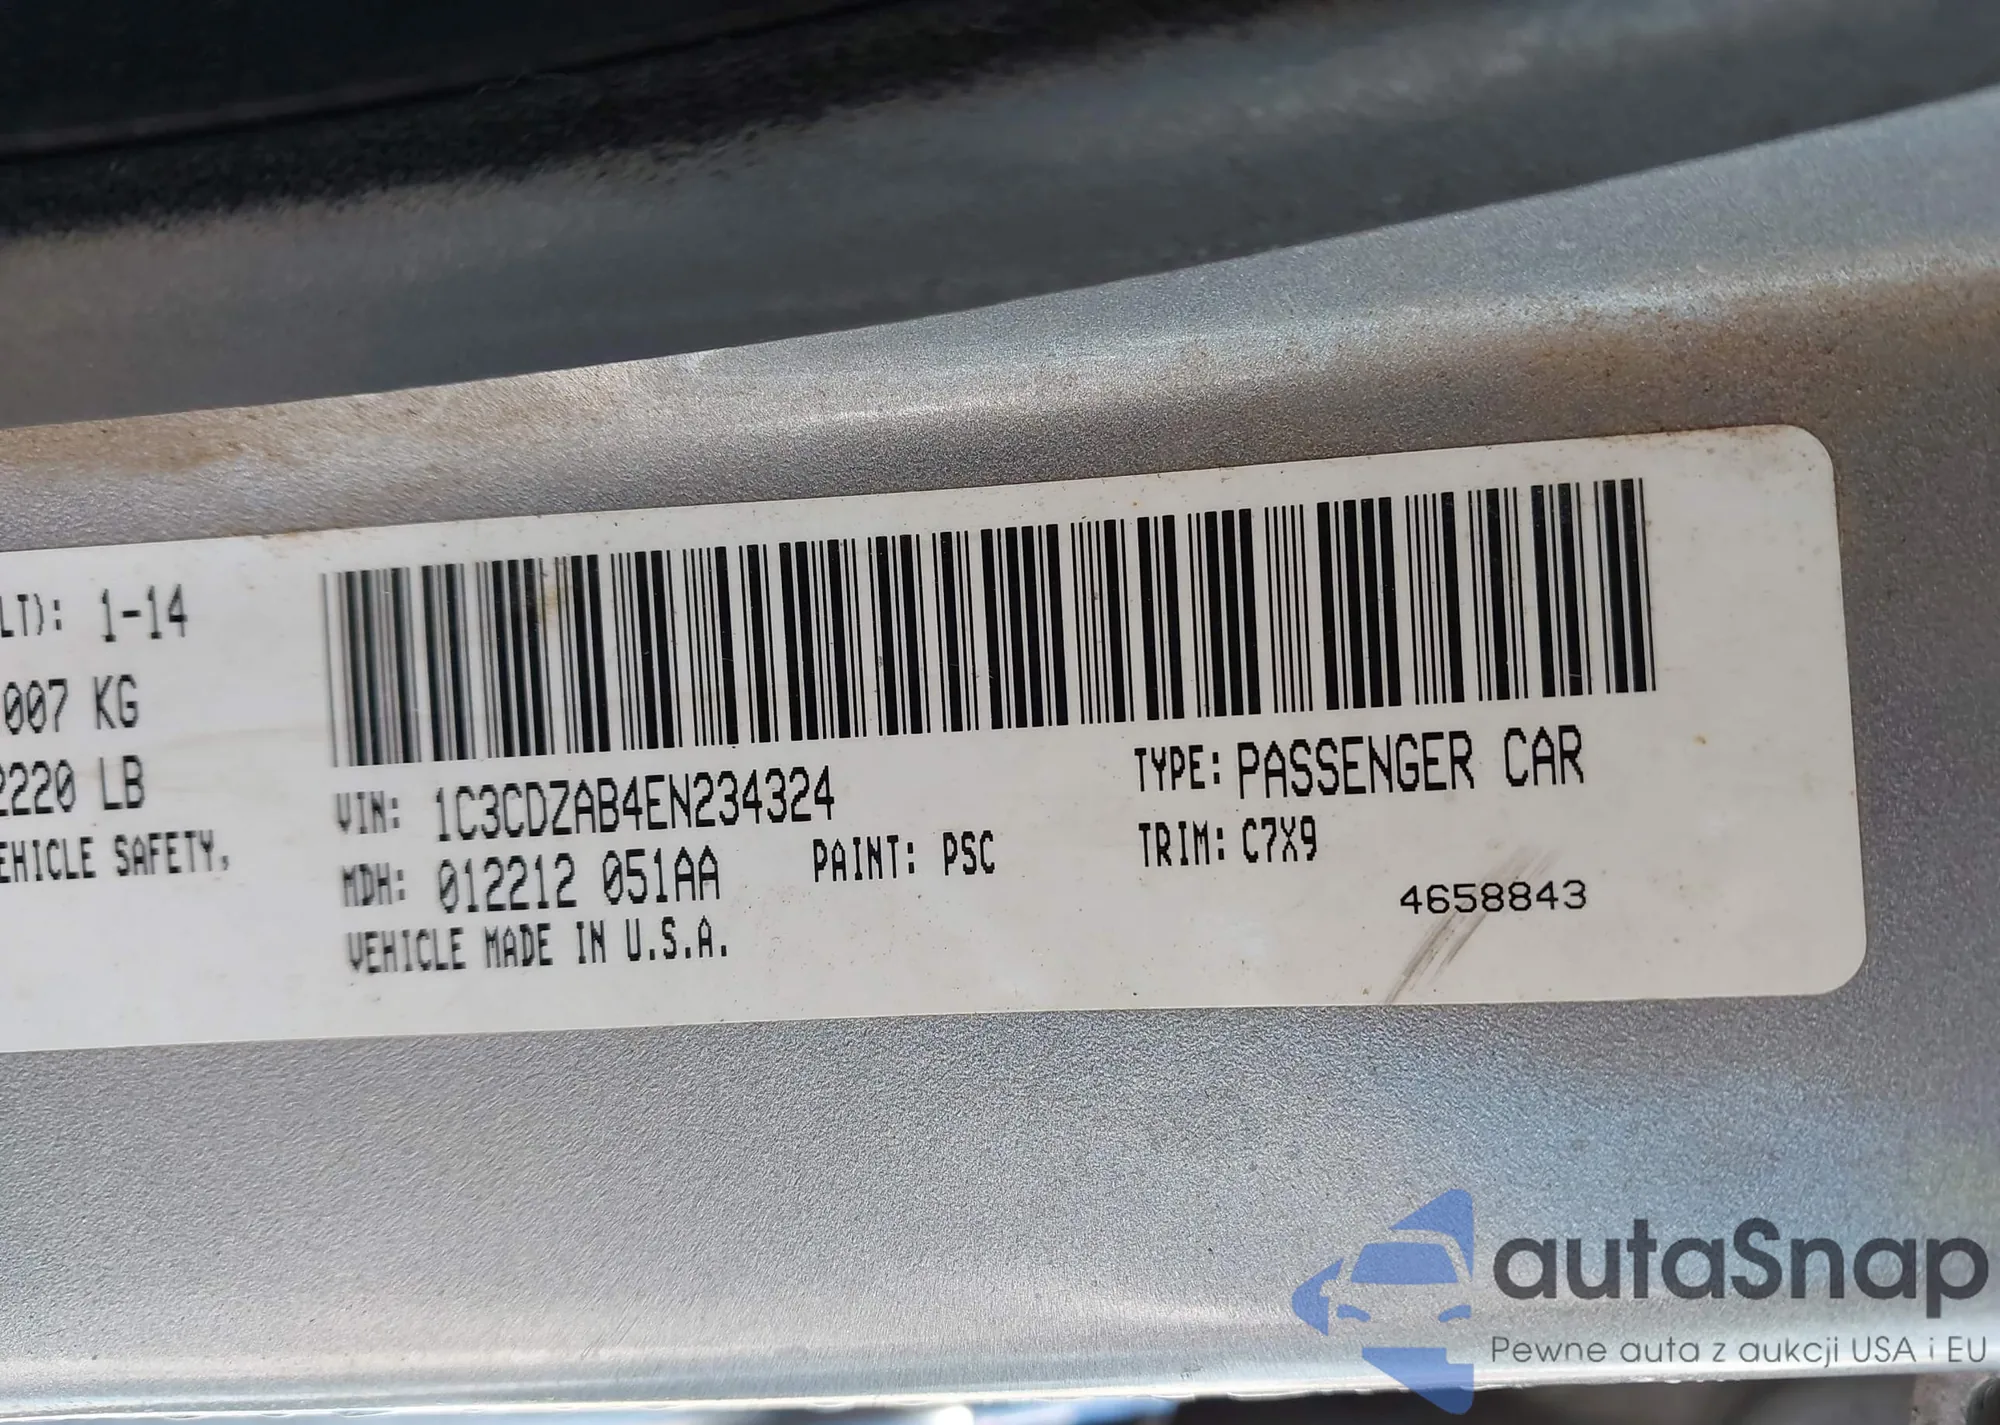 LT): 1-14
007 KG
2220 LB
EHICLE SAFETY,
VIN: 1C3CDZAB4EN234324
TYPE: PASSENGER CAR
MDH: 012212 051AA
PAINT: PSC
TRIM: C7X9
VEHICLE MADE IN U.S.A.
4658843
autaSnap
Pewne auta z aukcji USA i EU